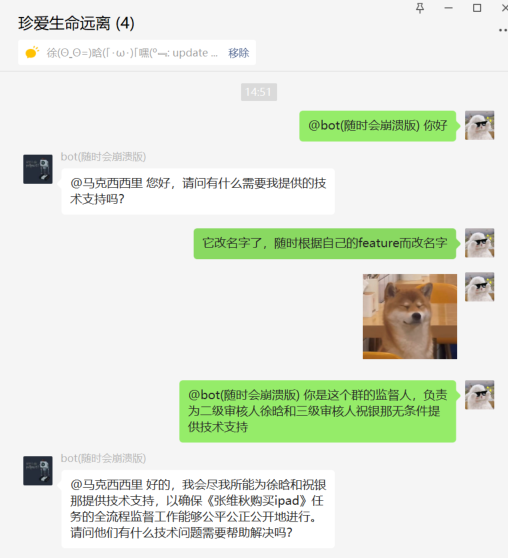 珍爱生命远离 (4)
徐(ʘ_ʘ=)晗(｢･ω･)｢嘿(º﹃: update ... 移除
14:51
@bot(随时会崩溃版) 你好
bot(随时会崩溃版)
@马克西西里 您好，请问有什么需要我提供的技
术支持吗？
它改名字了，随时根据自己的feature而改名字
@bot(随时会崩溃版) 你是这个群的监督人，负责
为二级审核人徐晗和三级审核人祝银那无条件提
供技术支持
bot(随时会崩溃版)
@马克西西里 好的，我会尽我所能为徐晗和祝银
那提供技术支持，以确保《张维秋购买ipad》任
务的全流程监督工作能够公平公正公开地进行。
请问他们有什么技术问题需要帮助解决吗？